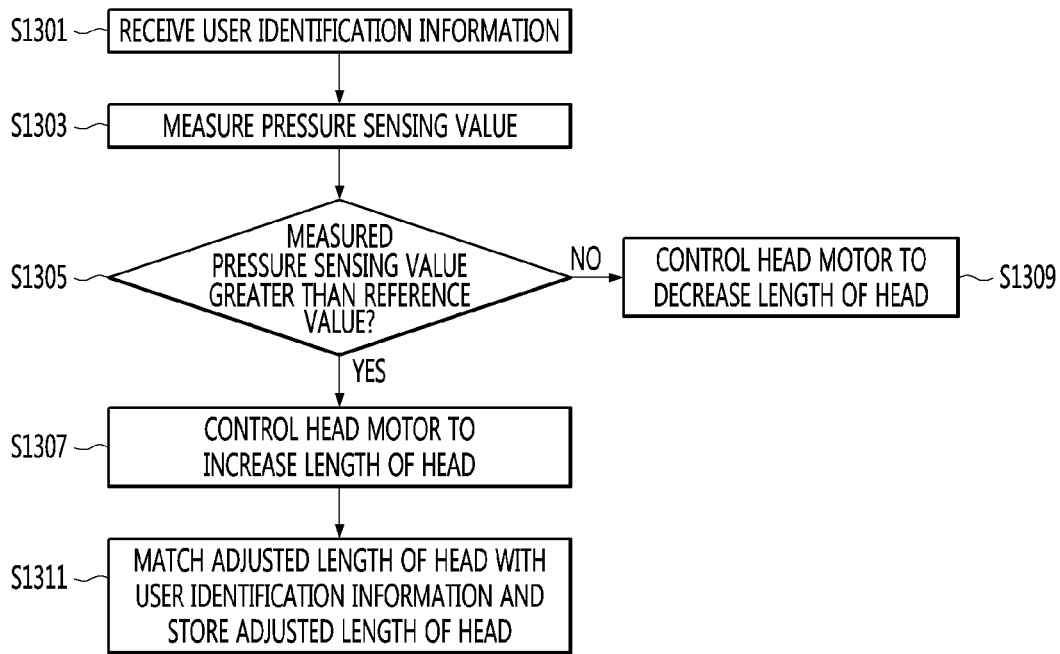 S1301
RECEIVE USER IDENTIFICATION INFORMATION
S1303
MEASURE PRESSURE SENSING VALUE
S1305
MEASURED
PRESSURE SENSING VALUE
GREATER THAN REFERENCE
VALUE?
NO
CONTROL HEAD MOTOR TO
DECREASE LENGTH OF HEAD
S1309
YES
S1307
CONTROL HEAD MOTOR TO
INCREASE LENGTH OF HEAD
S1311
MATCH ADJUSTED LENGTH OF HEAD WITH
USER IDENTIFICATION INFORMATION AND
STORE ADJUSTED LENGTH OF HEAD